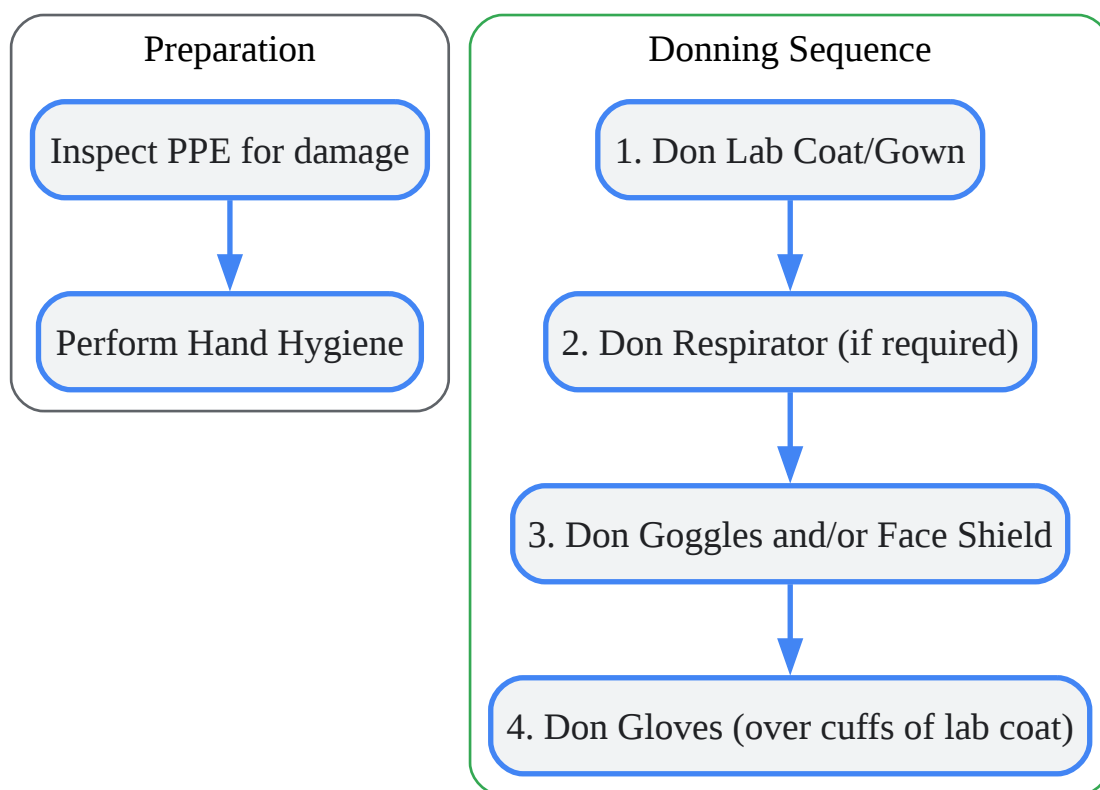 Preparation
Inspect PPE for damage
Perform Hand Hygiene
Donning Sequence
1. Don Lab Coat/Gown
2. Don Respirator (if required)
3. Don Goggles and/or Face Shield
4. Don Gloves (over cuffs of lab coat)